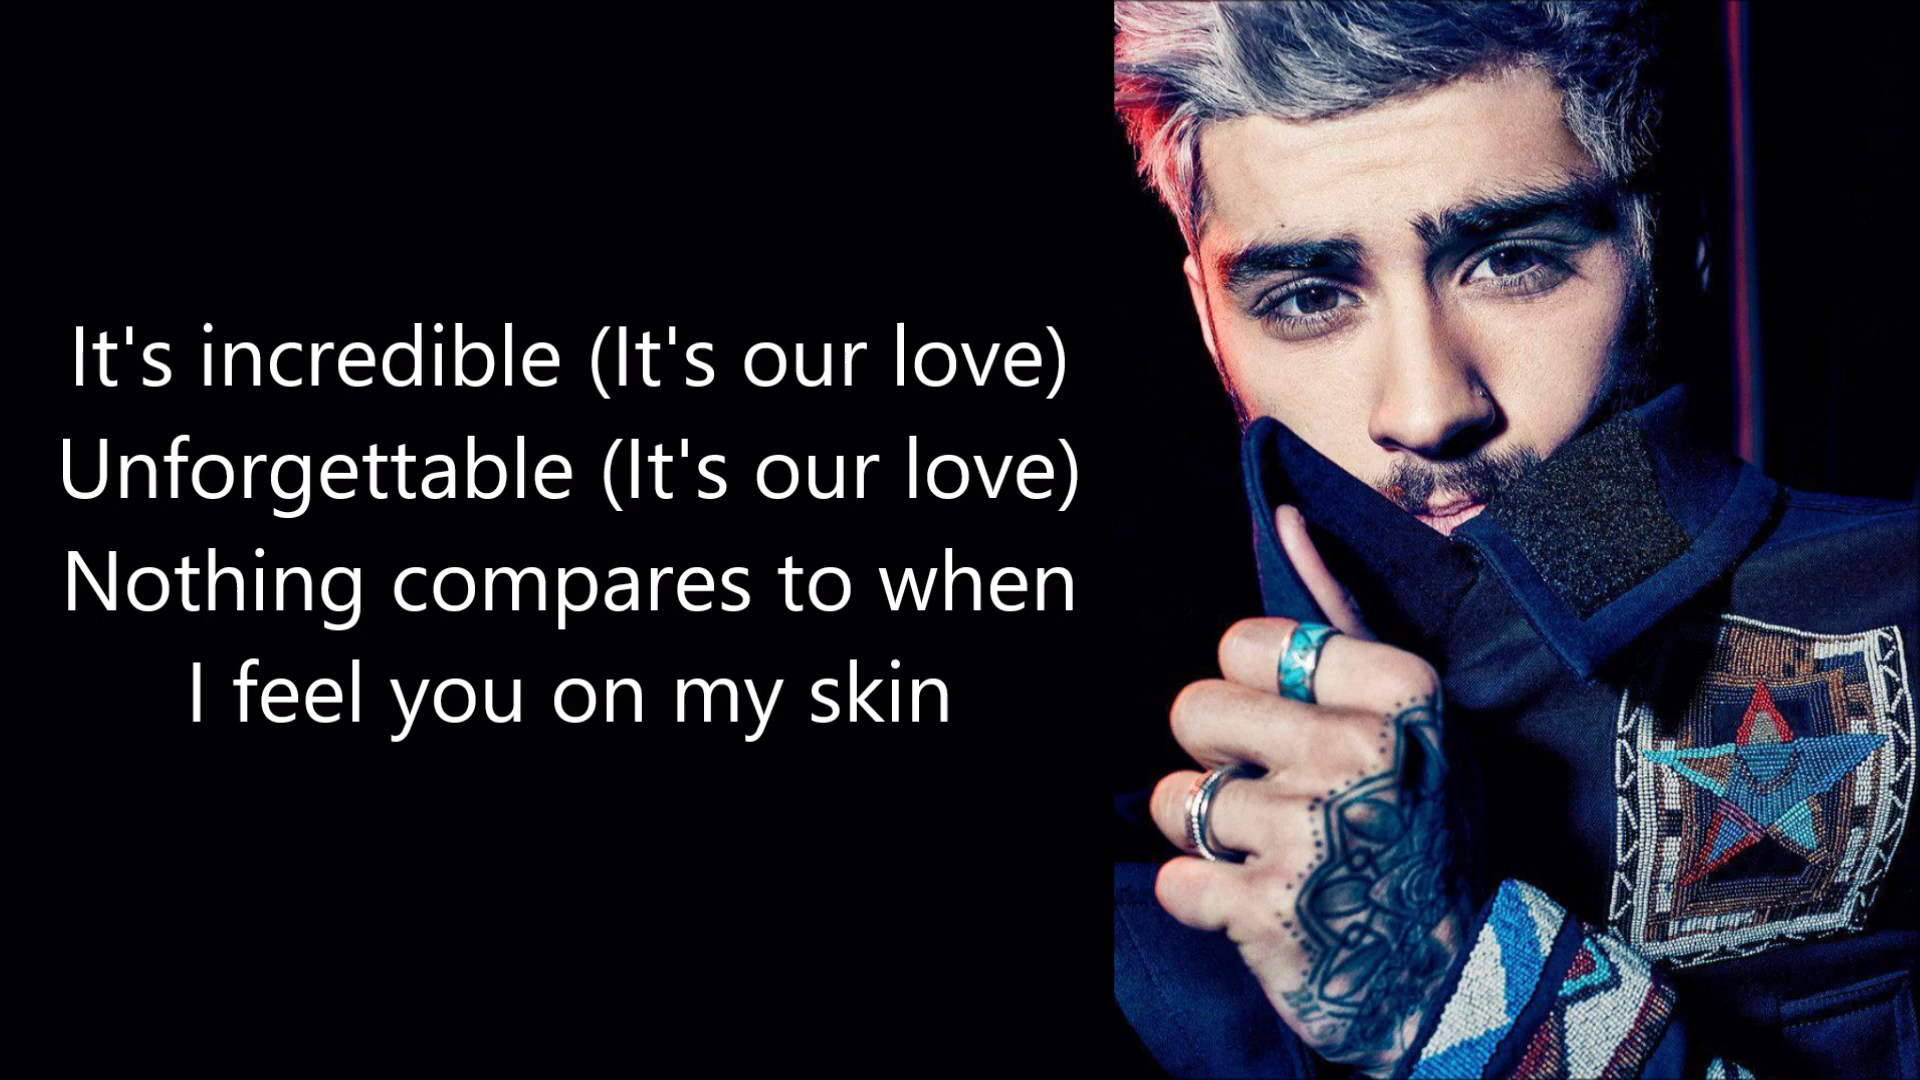 It's incredible (It's our love)
Unforgettable (It's our love)
Nothing compares to when
I feel you on my skin